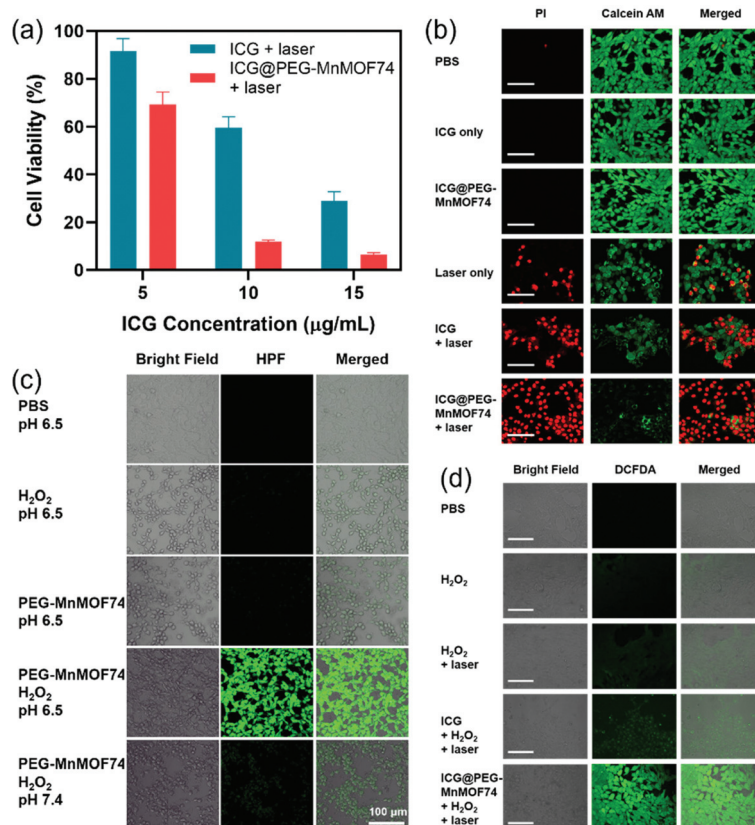 (a)
Cell Viability (%)
100
80
60
40
20
0
ICG + laser
ICG@PEG-MnMOF74
+ laser
5
10
15
ICG Concentration (μg/mL)
(b)
PI
Calcein AM
Merged
PBS
ICG only
ICG@PEG-
MnMOF74
Laser only
ICG
+ laser
ICG@PEG-
MnMOF74
+ laser
(c)
Bright Field
HPF
Merged
PBS
pH 6.5
H₂O₂
pH 6.5
PEG-MnMOF74
pH 6.5
PEG-MnMOF74
H₂O₂
pH 6.5
PEG-MnMOF74
H₂O₂
pH 7.4
100 μm
(d)
Bright Field
DCFDA
Merged
PBS
H₂O₂
H₂O₂
+ laser
ICG
+ H₂O₂
+ laser
ICG@PEG-
MnMOF74
+ H₂O₂
+ laser